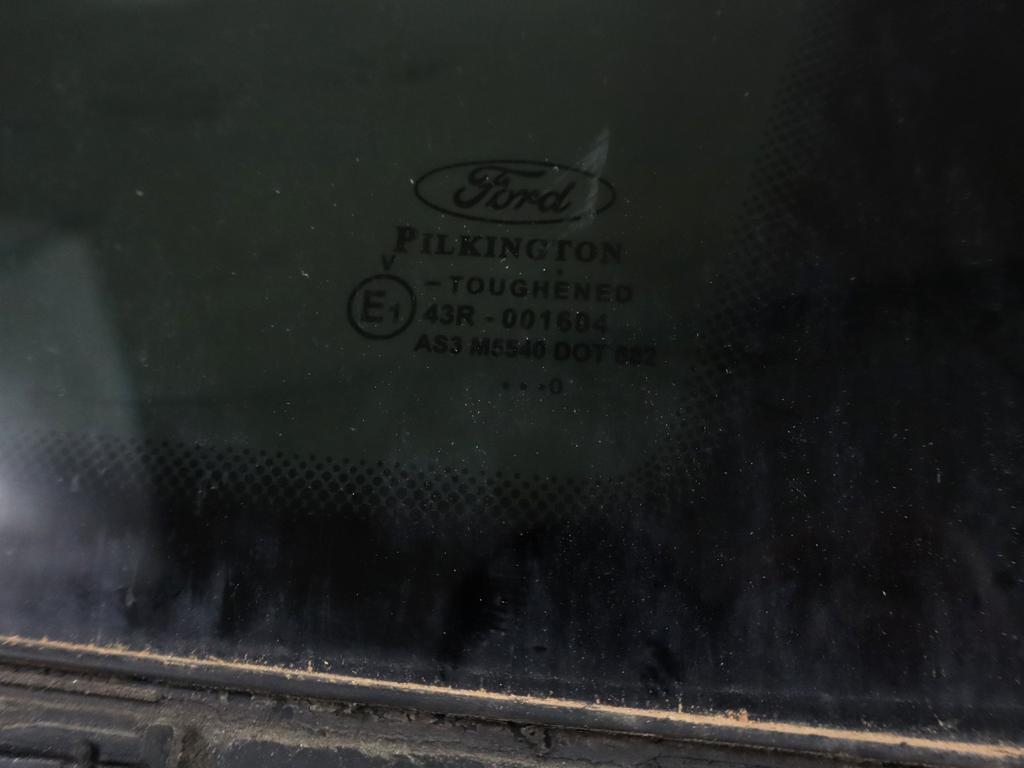 Ford
PILKINGTON
V
- TOUGHENED
E1 43R - 001604
AS3 M5540 DOT 682
• • •0